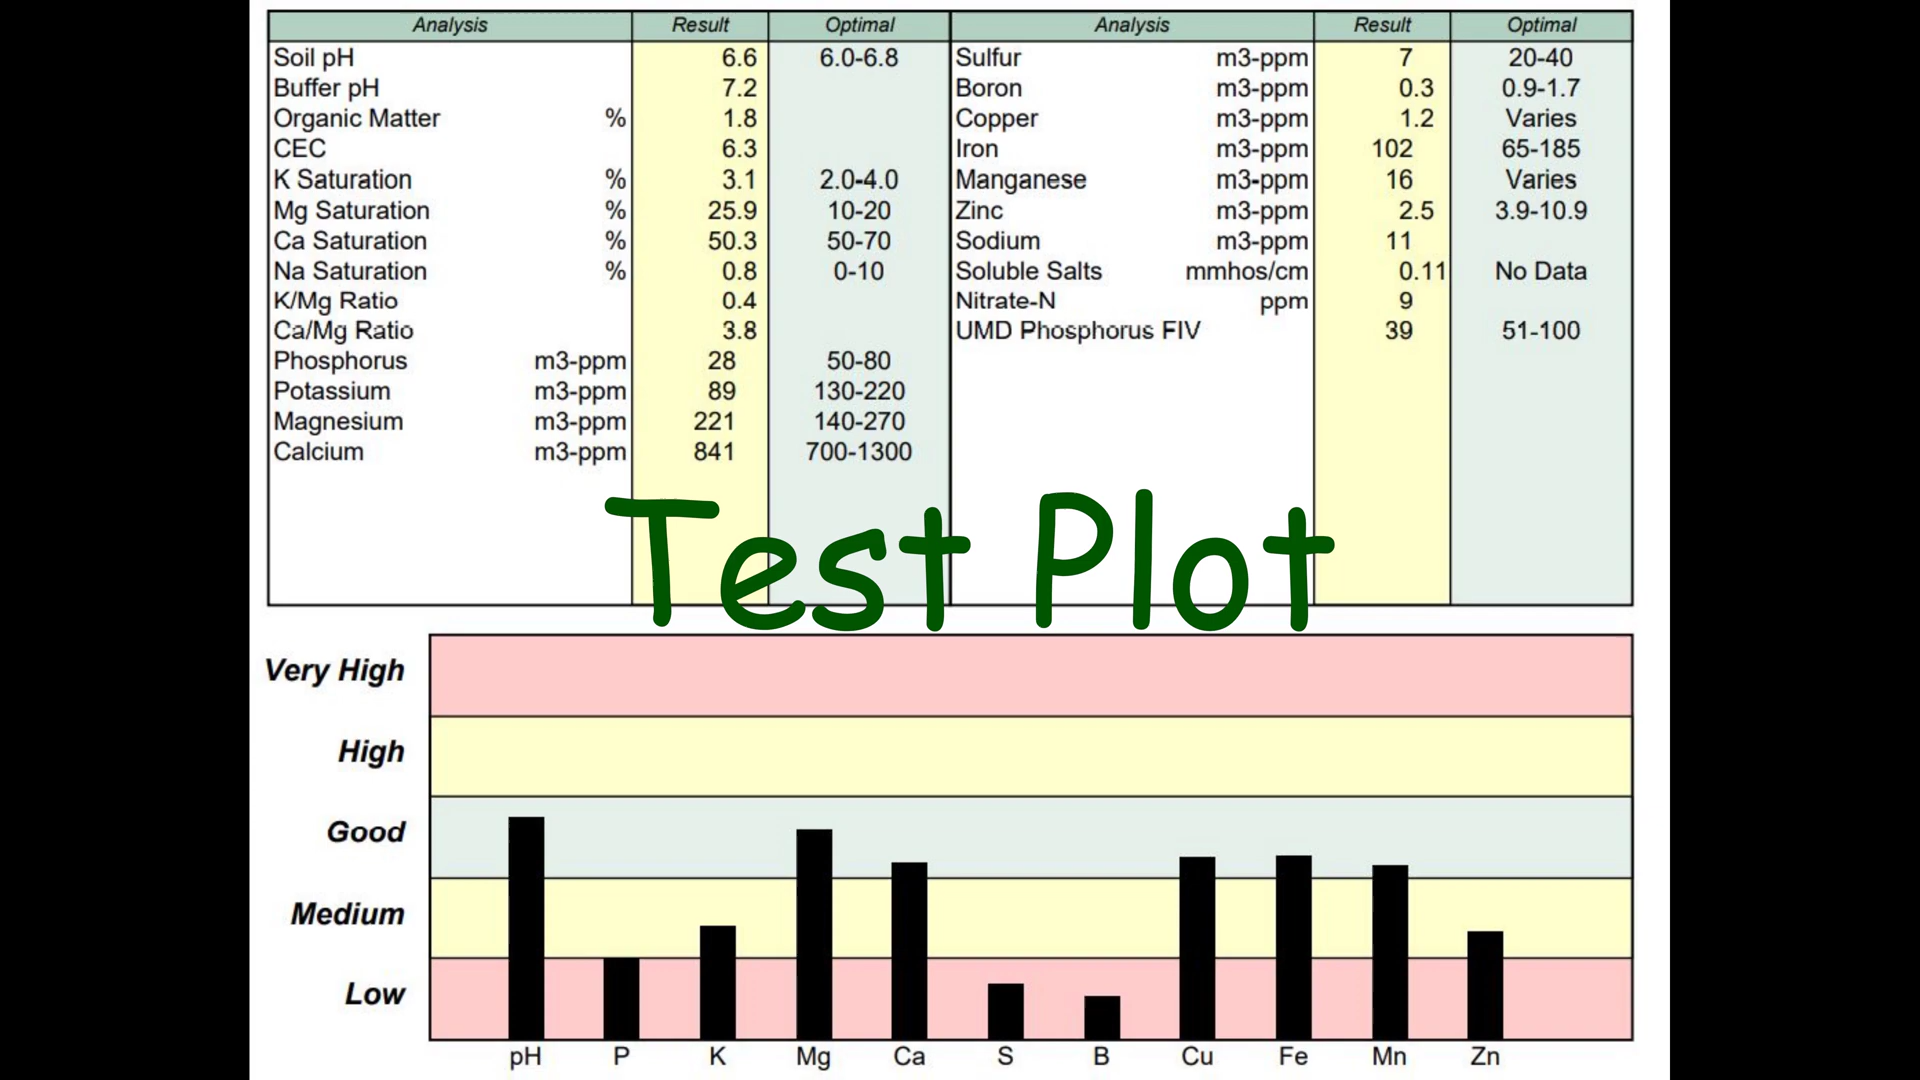 Analysis Result Optimal Analysis Result Optimal
Soil pH 6.6 6.0-6.8 Sulfur m3-ppm 7 20-40
Buffer pH 7.2 Boron m3-ppm 0.3 0.9-1.7
Organic Matter % 1.8 Copper m3-ppm 1.2 Varies
CEC 6.3 Iron m3-ppm 102 65-185
K Saturation % 3.1 2.0-4.0 Manganese m3-ppm 16 Varies
Mg Saturation % 25.9 10-20 Zinc m3-ppm 2.5 3.9-10.9
Ca Saturation % 50.3 50-70 Sodium m3-ppm 11
Na Saturation % 0.8 0-10 Soluble Salts mmhos/cm 0.11 No Data
K/Mg Ratio 0.4 Nitrate-N ppm 9
Ca/Mg Ratio 3.8 UMD Phosphorus FIV 39 51-100
Phosphorus m3-ppm 28 50-80
Potassium m3-ppm 89 130-220
Magnesium m3-ppm 221 140-270
Calcium m3-ppm 841 700-1300
Test Plot
Very High
High
Good
Medium
Low
pH P K Mg Ca S B Cu Fe Mn Zn